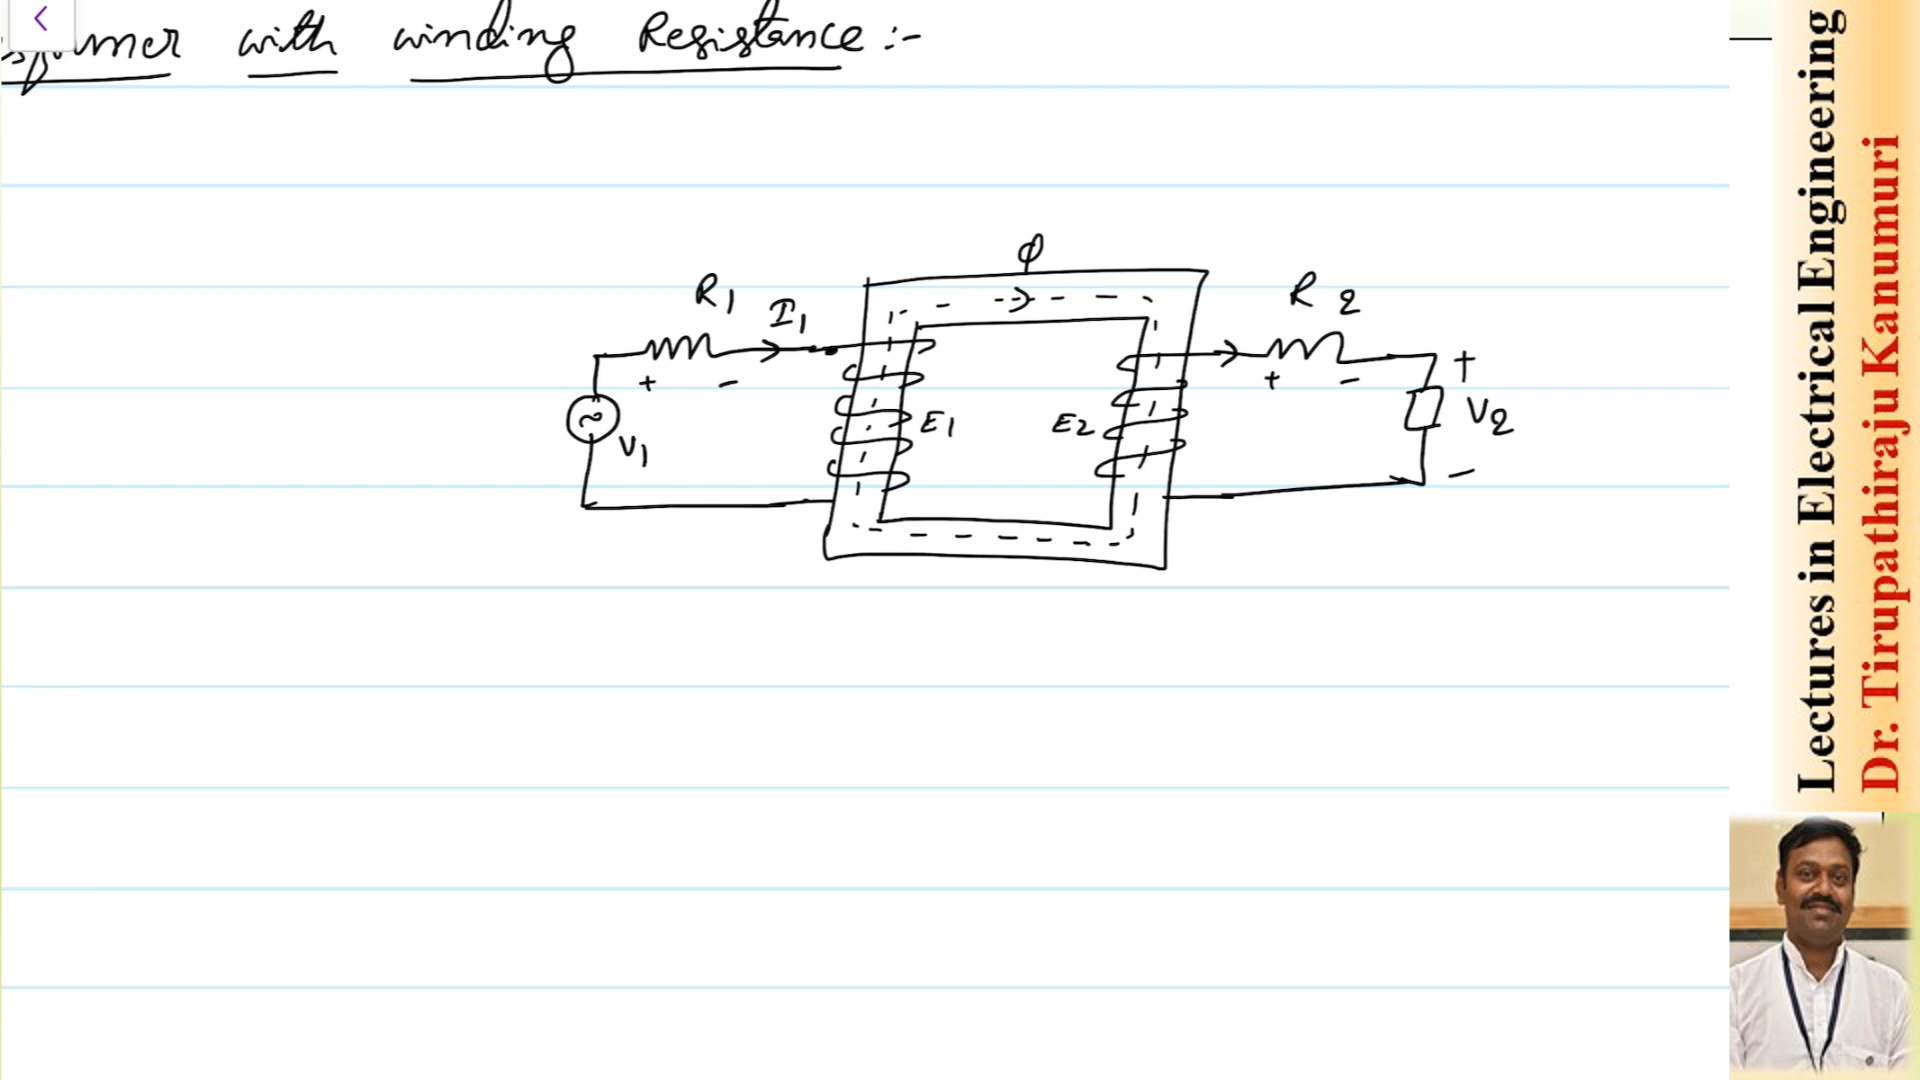 with winding Resistance :-
φ
R1 I1 R2
+ - + - +
V1 E1 E2 V2
-
Lectures in Electrical Engineering
Dr. Tirupathiraju Kanumuri